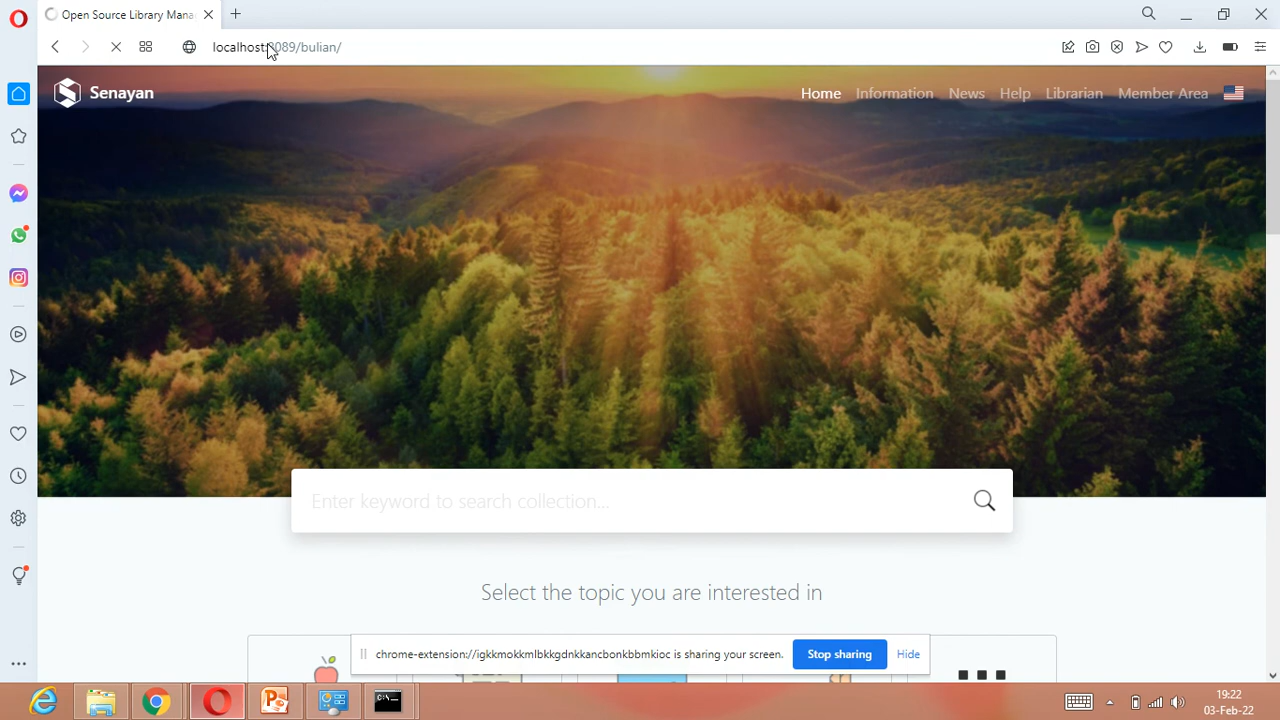 Open Source Library Mana
localhost:8089/bulian/
Senayan
Home Information News Help Librarian Member Area
Enter keyword to search collection...
Select the topic you are interested in
chrome-extension://igkkmokkmlbkkgdnkkancbonkbbmkioc is sharing your screen. Stop sharing Hide
19:22
03-Feb-22